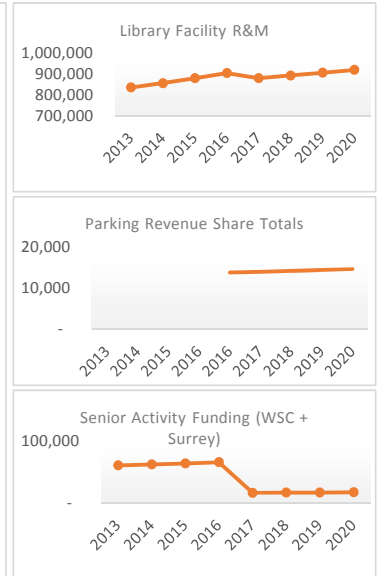 Library Facility R&M
1,000,000
900,000
800,000
700,000
2013 2014 2015 2016 2017 2018 2019 2020
Parking Revenue Share Totals
20,000
10,000
-
2013 2014 2015 2016 2016 2017 2018 2019 2020
Senior Activity Funding (WSC +
Surrey)
100,000
-
2013 2014 2015 2016 2017 2018 2019 2020